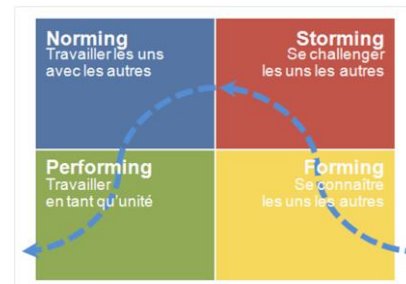 Norming
Travailler les uns
avec les autres
Storming
Se challenger
les uns les autres
Performing
Travailler
en tant qu'unité
Forming
Se connaître
les uns les autres